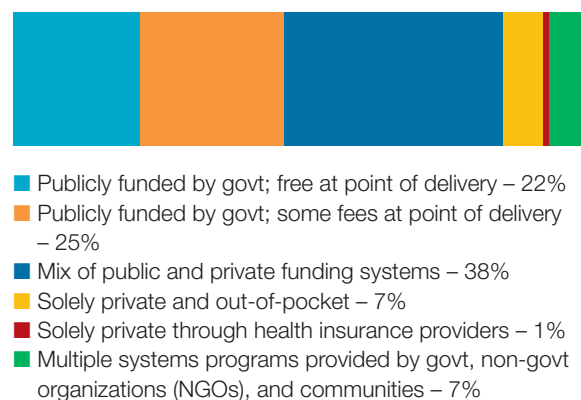 Publicly funded by govt; free at point of delivery – 22%
Publicly funded by govt; some fees at point of delivery
– 25%
Mix of public and private funding systems – 38%
Solely private and out-of-pocket – 7%
Solely private through health insurance providers – 1%
Multiple systems programs provided by govt, non-govt
organizations (NGOs), and communities – 7%